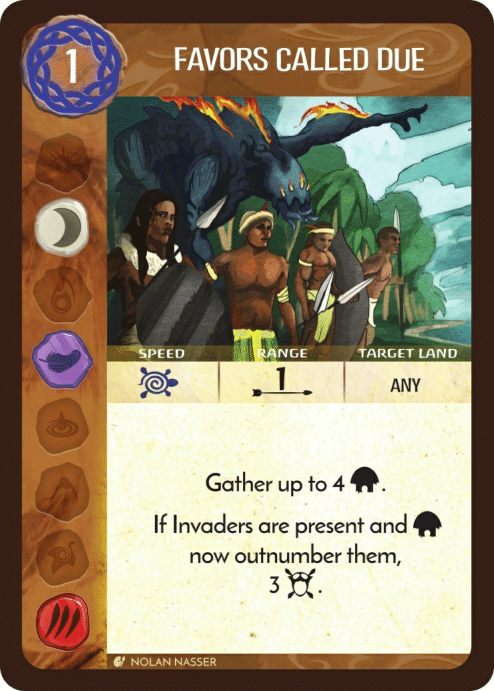 1
FAVORS CALLED DUE
SPEED RANGE TARGET LAND
1 ANY
Gather up to 4 .
If Invaders are present and
now outnumber them,
3 .
NOLAN NASSER